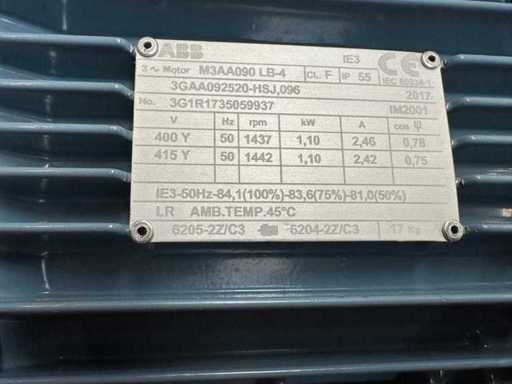 ABB IE3 CE
3~Motor M3AA090 LB-4 CL. F IP 55 IEC 60034-1
3GAA092520-HSJ,096 2017
No. 3G1R1735059937 IM2001
V Hz rpm kW A cos φ
400 Y 50 1437 1,10 2,46 0,78
415 Y 50 1442 1,10 2,42 0,75
IE3-50Hz-84,1(100%)-83,6(75%)-81,0(50%)
LR AMB.TEMP.45°C
6205-2Z/C3 6204-2Z/C3 17 Kg